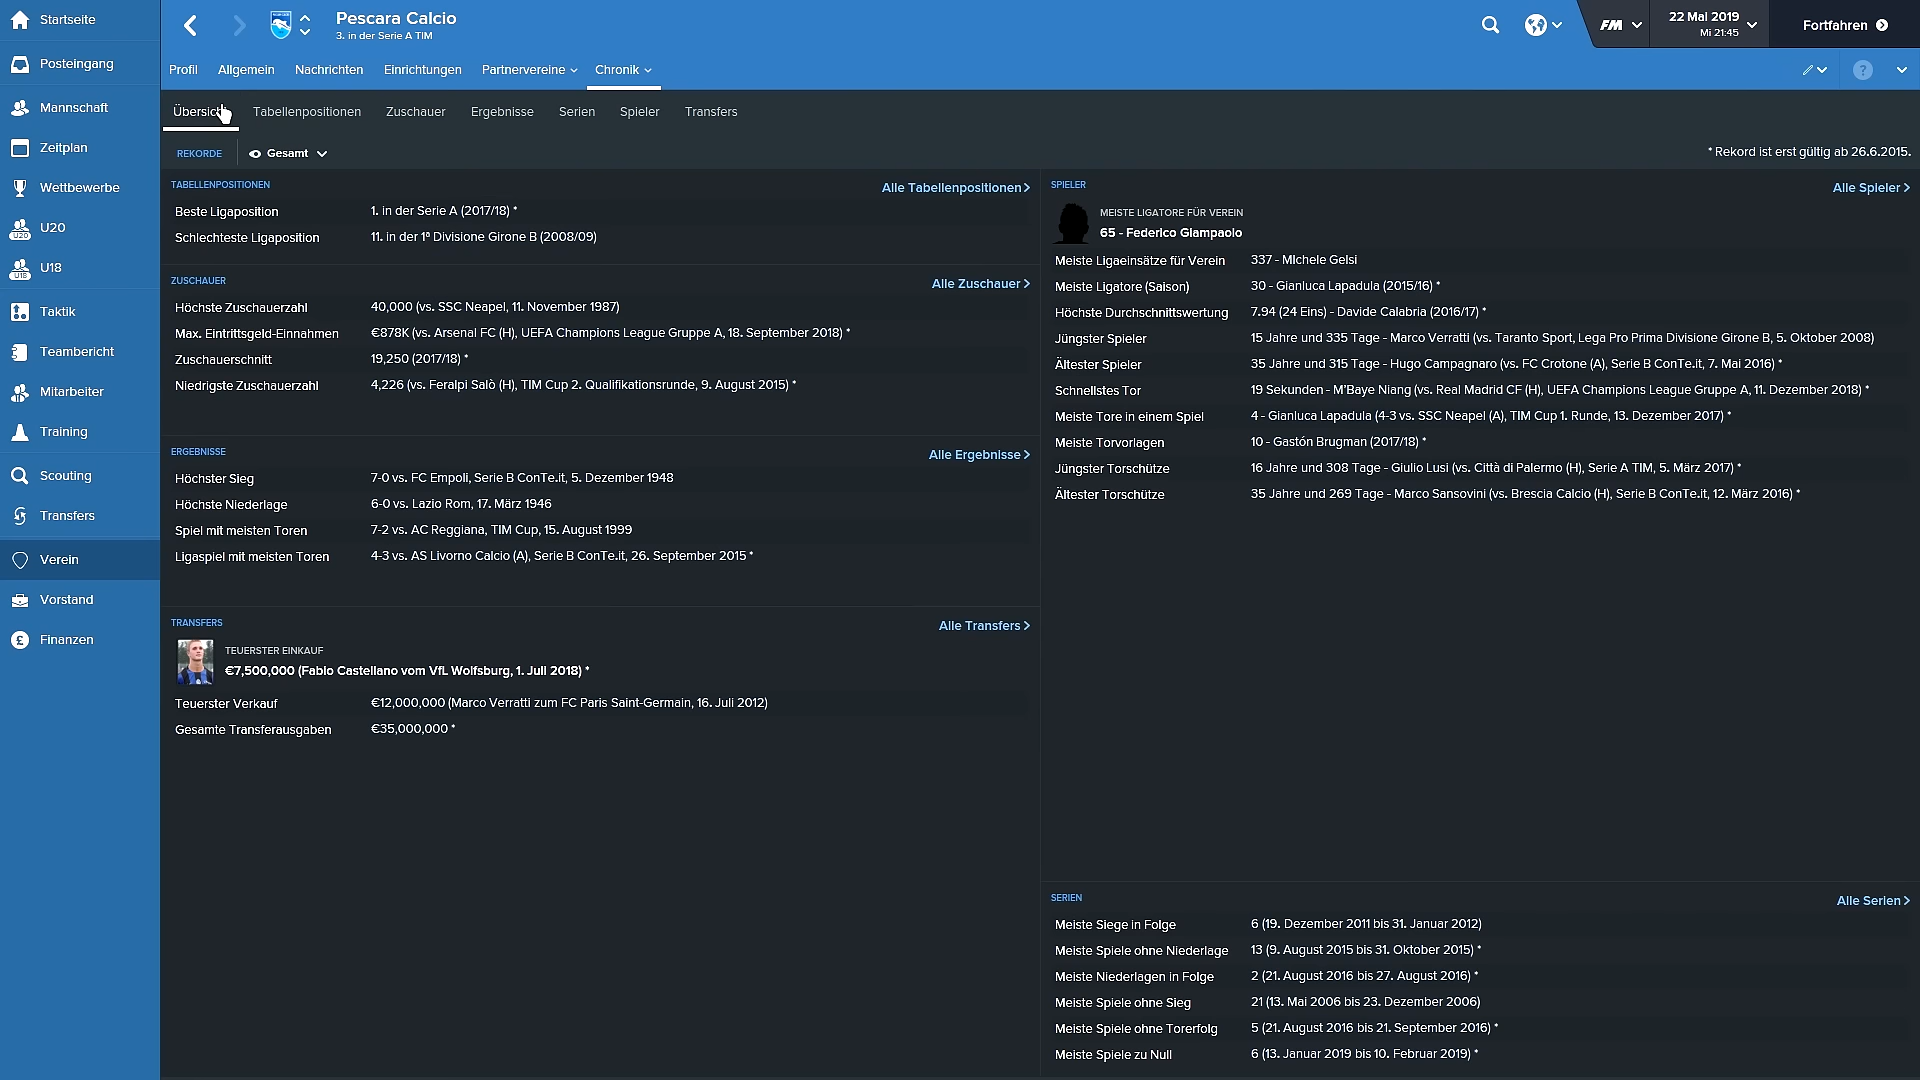 Startseite
Posteingang
Mannschaft
Zeitplan
Wettbewerbe
U20
U20
U18
U18
Taktik
Teambericht
Mitarbeiter
Training
Scouting
Transfers
Verein
Vorstand
Finanzen
Pescara Calcio
3. in der Serie A TIM
FM
22 Mai 2019
Mi 21:45
Fortfahren
Profil Allgemein Nachrichten Einrichtungen Partnervereine Chronik
?
Übersicht Tabellenpositionen Zuschauer Ergebnisse Serien Spieler Transfers
REKORDE Gesamt
* Rekord ist erst gültig ab 26.6.2015.
TABELLENPOSITIONEN
Alle Tabellenpositionen
Beste Ligaposition 1. in der Serie A (2017/18) *
Schlechteste Ligaposition 11. in der 1ª Divisione Girone B (2008/09)
ZUSCHAUER
Alle Zuschauer
Höchste Zuschauerzahl 40,000 (vs. SSC Neapel, 11. November 1987)
Max. Eintrittsgeld-Einnahmen €878K (vs. Arsenal FC (H), UEFA Champions League Gruppe A, 18. September 2018) *
Zuschauerschnitt 19,250 (2017/18) *
Niedrigste Zuschauerzahl 4,226 (vs. Feralpi Salò (H), TIM Cup 2. Qualifikationsrunde, 9. August 2015) *
ERGEBNISSE
Alle Ergebnisse
Höchster Sieg 7-0 vs. FC Empoli, Serie B ConTe.it, 5. Dezember 1948
Höchste Niederlage 6-0 vs. Lazio Rom, 17. März 1946
Spiel mit meisten Toren 7-2 vs. AC Reggiana, TIM Cup, 15. August 1999
Ligaspiel mit meisten Toren 4-3 vs. AS Livorno Calcio (A), Serie B ConTe.it, 26. September 2015 *
TRANSFERS
Alle Transfers
TEUERSTER EINKAUF
€7,500,000 (Fabio Castellano vom VfL Wolfsburg, 1. Juli 2018) *
Teuerster Verkauf €12,000,000 (Marco Verratti zum FC Paris Saint-Germain, 16. Juli 2012)
Gesamte Transferausgaben €35,000,000 *
SPIELER
Alle Spieler
MEISTE LIGATORE FÜR VEREIN
65 - Federico Giampaolo
Meiste Ligaeinsätze für Verein 337 - Michele Gelsi
Meiste Ligatore (Saison) 30 - Gianluca Lapadula (2015/16) *
Höchste Durchschnittswertung 7.94 (24 Eins) - Davide Calabria (2016/17) *
Jüngster Spieler 15 Jahre und 335 Tage - Marco Verratti (vs. Taranto Sport, Lega Pro Prima Divisione Girone B, 5. Oktober 2008)
Ältester Spieler 35 Jahre und 315 Tage - Hugo Campagnaro (vs. FC Crotone (A), Serie B ConTe.it, 7. Mai 2016) *
Schnellstes Tor 19 Sekunden - M'Baye Niang (vs. Real Madrid CF (H), UEFA Champions League Gruppe A, 11. Dezember 2018) *
Meiste Tore in einem Spiel 4 - Gianluca Lapadula (4-3 vs. SSC Neapel (A), TIM Cup 1. Runde, 13. Dezember 2017) *
Meiste Torvorlagen 10 - Gastón Brugman (2017/18) *
Jüngster Torschütze 16 Jahre und 308 Tage - Giulio Lusi (vs. Città di Palermo (H), Serie A TIM, 5. März 2017) *
Ältester Torschütze 35 Jahre und 269 Tage - Marco Sansovini (vs. Brescia Calcio (H), Serie B ConTe.it, 12. März 2016) *
SERIEN
Alle Serien
Meiste Siege in Folge 6 (19. Dezember 2011 bis 31. Januar 2012)
Meiste Spiele ohne Niederlage 13 (9. August 2015 bis 31. Oktober 2015) *
Meiste Niederlagen in Folge 2 (21. August 2016 bis 27. August 2016) *
Meiste Spiele ohne Sieg 21 (13. Mai 2006 bis 23. Dezember 2006)
Meiste Spiele ohne Torerfolg 5 (21. August 2016 bis 21. September 2016) *
Meiste Spiele zu Null 6 (13. Januar 2019 bis 10. Februar 2019) *